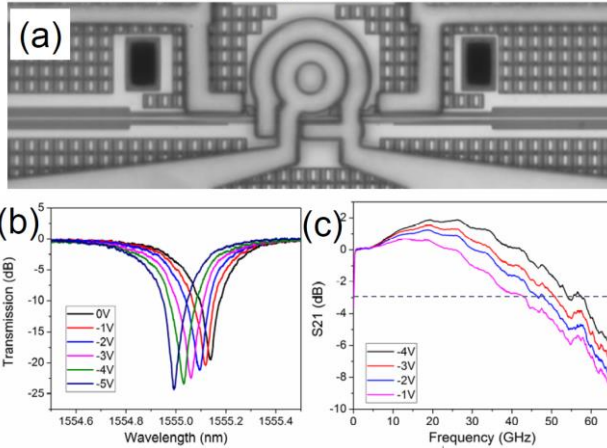 (a)
(b)
5
0
-5
-10
-15
-20
-25
Transmission (dB)
0V
-1V
-2V
-3V
-4V
-5V
1554.6
1554.8
1555.0
1555.2
1555.4
Wavelength (nm)
(c)
2
0
-2
-4
-6
-8
-10
S21 (dB)
-4V
-3V
-2V
-1V
0
10
20
30
40
50
60
Frequency (GHz)